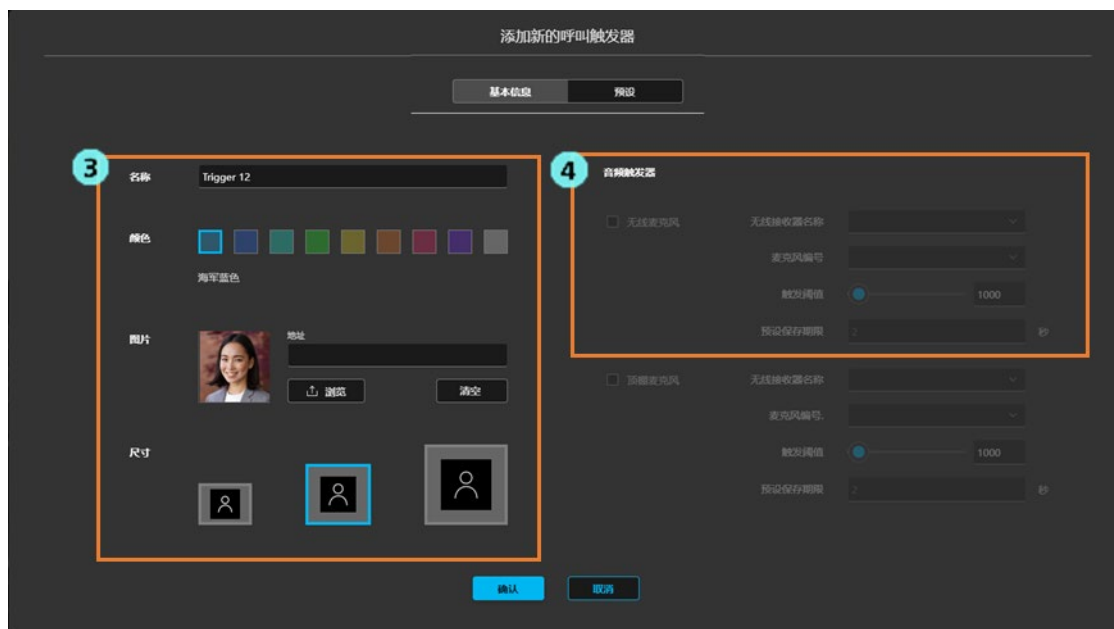 添加新的呼叫触发器
基本信息 预设
3
名称 Trigger 12
颜色
海军蓝色
图片 地址
浏览 清空
尺寸
4 音频触发器
无线麦克风 无线接收器名称
麦克风编号
触发阈值 1000
预设保存期限 2 秒
顶棚麦克风 无线接收器名称
麦克风编号.
触发阈值 1000
预设保存期限 2 秒
确认 取消